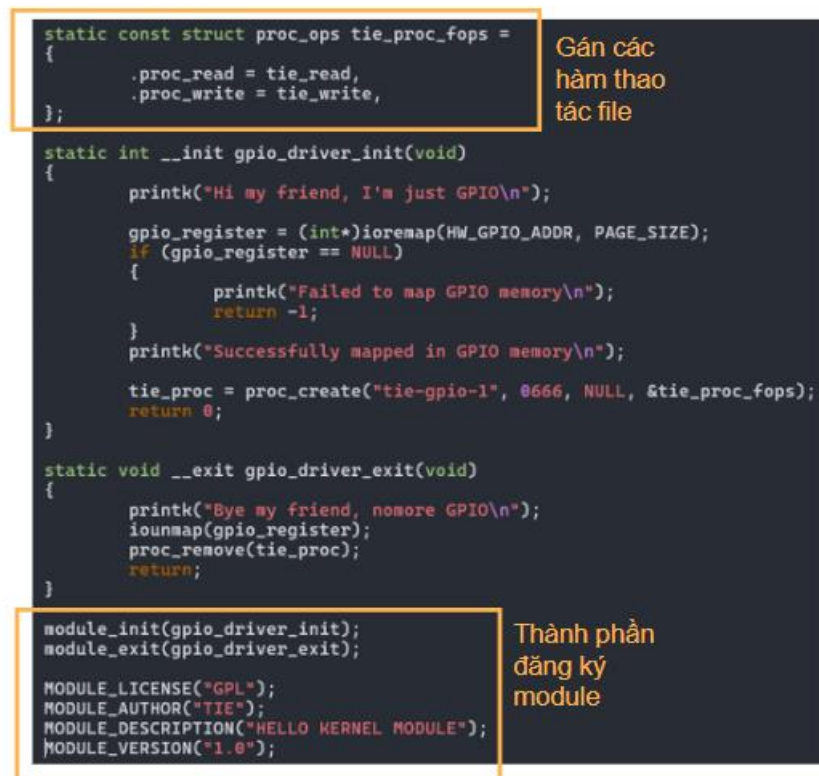 static const struct proc_ops tie_proc_fops =
{
        .proc_read = tie_read,
        .proc_write = tie_write,
};
Gán các
hàm thao
tác file
static int __init gpio_driver_init(void)
{
        printk("Hi my friend, I'm just GPIO\n");
        gpio_register = (int*)ioremap(HW_GPIO_ADDR, PAGE_SIZE);
        if (gpio_register == NULL)
        {
                printk("Failed to map GPIO memory\n");
                return -1;
        }
        printk("Successfully mapped in GPIO memory\n");
        tie_proc = proc_create("tie-gpio-1", 0666, NULL, &tie_proc_fops);
        return 0;
}
static void __exit gpio_driver_exit(void)
{
        printk("Bye my friend, nomore GPIO\n");
        iounmap(gpio_register);
        proc_remove(tie_proc);
        return;
}
module_init(gpio_driver_init);
module_exit(gpio_driver_exit);
MODULE_LICENSE("GPL");
MODULE_AUTHOR("TIE");
MODULE_DESCRIPTION("HELLO KERNEL MODULE");
MODULE_VERSION("1.0");
Thành phần
đăng ký
module